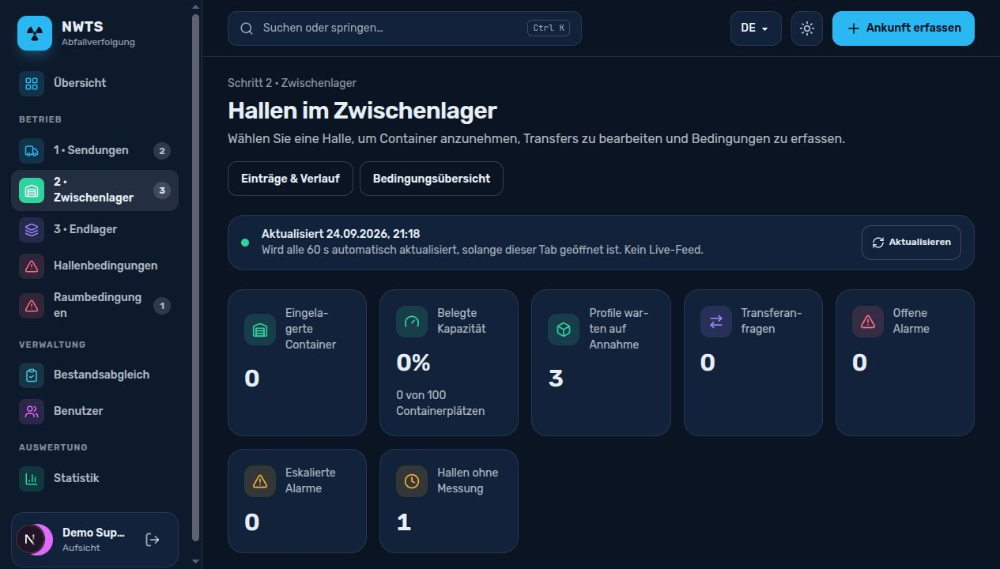 NWTS
Abfallverfolgung
Übersicht
BETRIEB
1 • Sendungen 2
2 •
Zwischenlager 3
3 • Endlager
Hallenbedingungen
Raumbedingung
en 1
VERWALTUNG
Bestandsabgleich
Benutzer
AUSWERTUNG
Statistik
N
Demo Sup…
Aufsicht
Suchen oder springen… Ctrl K
DE
Ankunft erfassen
Schritt 2 • Zwischenlager
Hallen im Zwischenlager
Wählen Sie eine Halle, um Container anzunehmen, Transfers zu bearbeiten und Bedingungen zu erfassen.
Einträge & Verlauf Bedingungsübersicht
Aktualisiert 24.09.2026, 21:18
Wird alle 60 s automatisch aktualisiert, solange dieser Tab geöffnet ist. Kein Live-Feed.
Aktualisieren
Eingela-
gerte
Container
0
Belegte
Kapazität
0%
0 von 100
Containerplätzen
Profile war-
ten auf
Annahme
3
Transferan-
fragen
0
Offene
Alarme
0
Eskalierte
Alarme
0
Hallen ohne
Messung
1